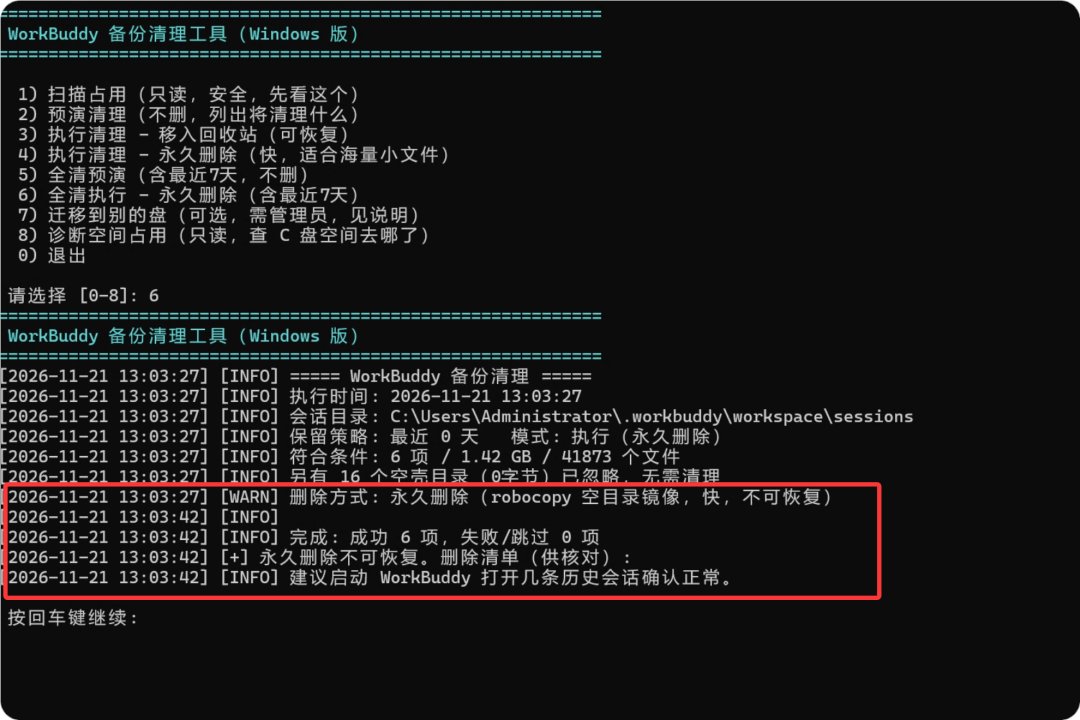 ============================================================
WorkBuddy 备份清理工具（Windows 版）
============================================================
1) 扫描占用（只读，安全，先看这个）
2) 预演清理（不删，列出将清理什么）
3) 执行清理 - 移入回收站（可恢复）
4) 执行清理 - 永久删除（快，适合海量小文件）
5) 全清预演（含最近7天，不删）
6) 全清执行 - 永久删除（含最近7天）
7) 迁移到别的盘（可选，需管理员，见说明）
8) 诊断空间占用（只读，查 C 盘空间去哪了）
0) 退出
请选择 [0-8]: 6
============================================================
WorkBuddy 备份清理工具（Windows 版）
============================================================
[2026-11-21 13:03:27] [INFO] ===== WorkBuddy 备份清理 =====
[2026-11-21 13:03:27] [INFO] 执行时间: 2026-11-21 13:03:27
[2026-11-21 13:03:27] [INFO] 会话目录: C:\Users\Administrator\.workbuddy\workspace\sessions
[2026-11-21 13:03:27] [INFO] 保留策略: 最近 0 天   模式: 执行（永久删除）
[2026-11-21 13:03:27] [INFO] 符合条件: 6 项 / 1.42 GB / 41873 个文件
[2026-11-21 13:03:27] [INFO] 另有 16 个空壳目录（0字节）已忽略，无需清理
[2026-11-21 13:03:27] [WARN] 删除方式: 永久删除（robocopy 空目录镜像，快，不可恢复）
[2026-11-21 13:03:42] [INFO]
[2026-11-21 13:03:42] [INFO] 完成: 成功 6 项，失败/跳过 0 项
[2026-11-21 13:03:42] [+] 永久删除不可恢复。删除清单（供核对）:
[2026-11-21 13:03:42] [INFO] 建议启动 WorkBuddy 打开几条历史会话确认正常。
按回车键继续: